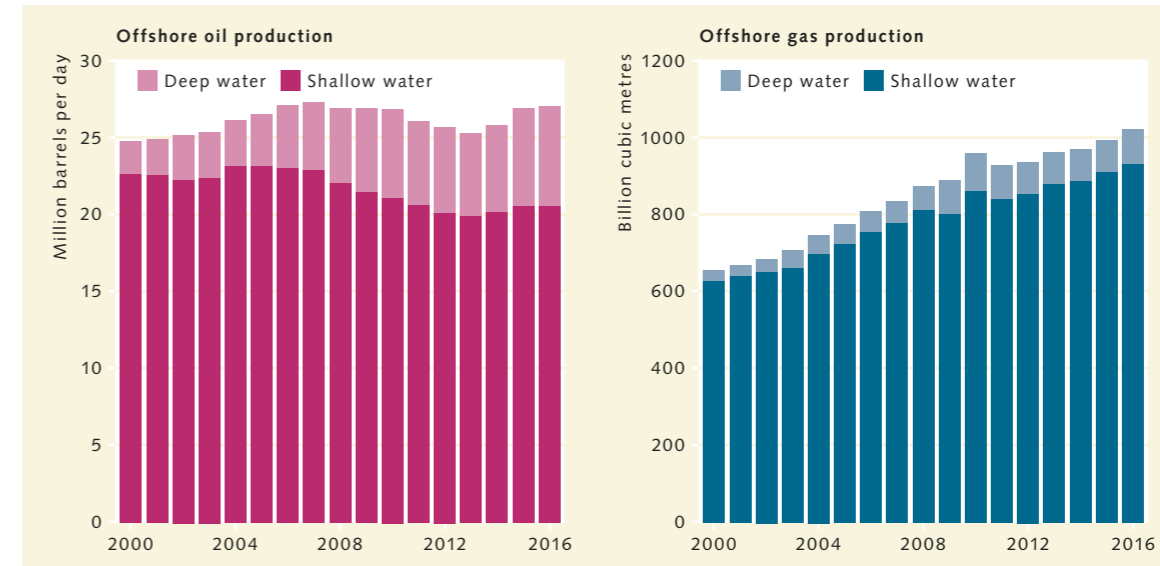 Offshore oil production
Million barrels per day
30
25
20
15
10
5
0
Deep water Shallow water
2000 2004 2008 2012 2016
Offshore gas production
Billion cubic metres
1200
1000
800
600
400
200
0
Deep water Shallow water
2000 2004 2008 2012 2016